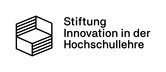 Stiftung
Innovation in der
Hochschullehre